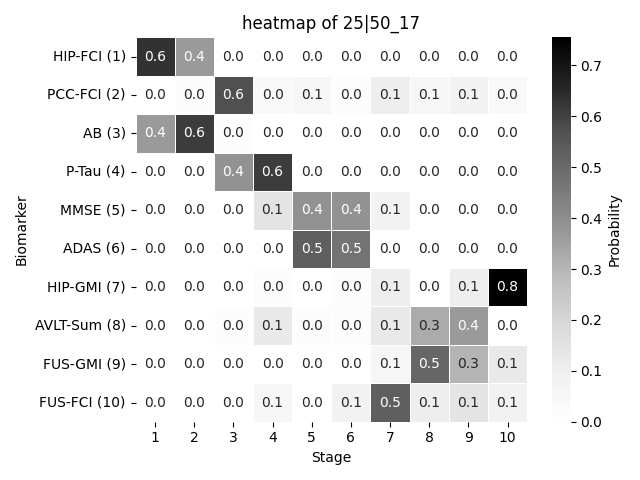 heatmap of 25|50_17
HIP-FCI (1) 0.6 0.4 0.0 0.0 0.0 0.0 0.0 0.0 0.0 0.0
PCC-FCI (2) 0.0 0.0 0.6 0.0 0.1 0.0 0.1 0.1 0.1 0.0
AB (3) 0.4 0.6 0.0 0.0 0.0 0.0 0.0 0.0 0.0 0.0
P-Tau (4) 0.0 0.0 0.4 0.6 0.0 0.0 0.0 0.0 0.0 0.0
MMSE (5) 0.0 0.0 0.0 0.1 0.4 0.4 0.1 0.0 0.0 0.0
ADAS (6) 0.0 0.0 0.0 0.0 0.5 0.5 0.0 0.0 0.0 0.0
HIP-GMI (7) 0.0 0.0 0.0 0.0 0.0 0.0 0.1 0.0 0.1 0.8
AVLT-Sum (8) 0.0 0.0 0.0 0.1 0.0 0.0 0.1 0.3 0.4 0.0
FUS-GMI (9) 0.0 0.0 0.0 0.0 0.0 0.0 0.1 0.5 0.3 0.1
FUS-FCI (10) 0.0 0.0 0.0 0.1 0.0 0.1 0.5 0.1 0.1 0.1
1 2 3 4 5 6 7 8 9 10
Stage
Biomarker
0.7
0.6
0.5
0.4
0.3
0.2
0.1
0.0
Probability